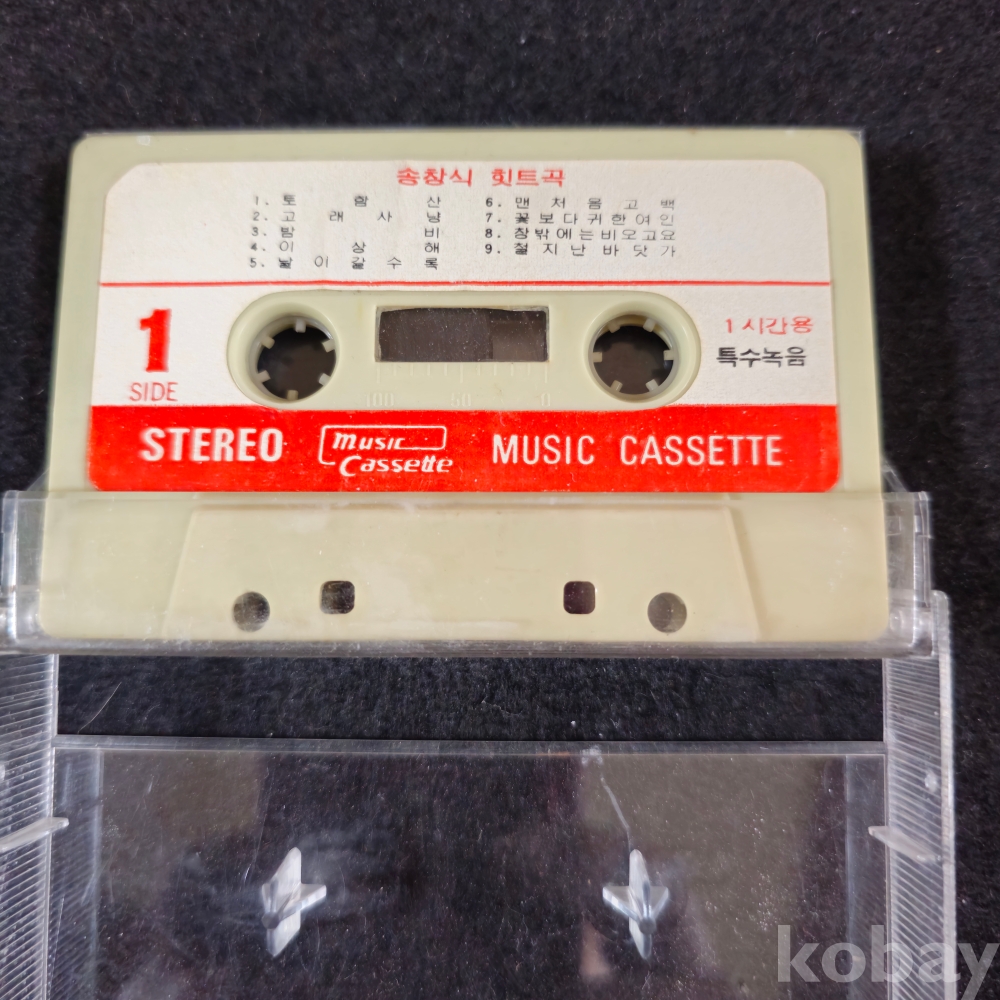 송창식 힛트곡
1. 토함산
2. 고래사냥
3. 밤비
4. 이상해
5. 날이갈수록
6. 맨처음고백
7. 꽃보다귀한여인
8. 창밖에는비오고요
9. 철지난바닷가
1
SIDE
1시간용
특수녹음
100 50 0
STEREO
Music
Cassette
MUSIC CASSETTE
kobay